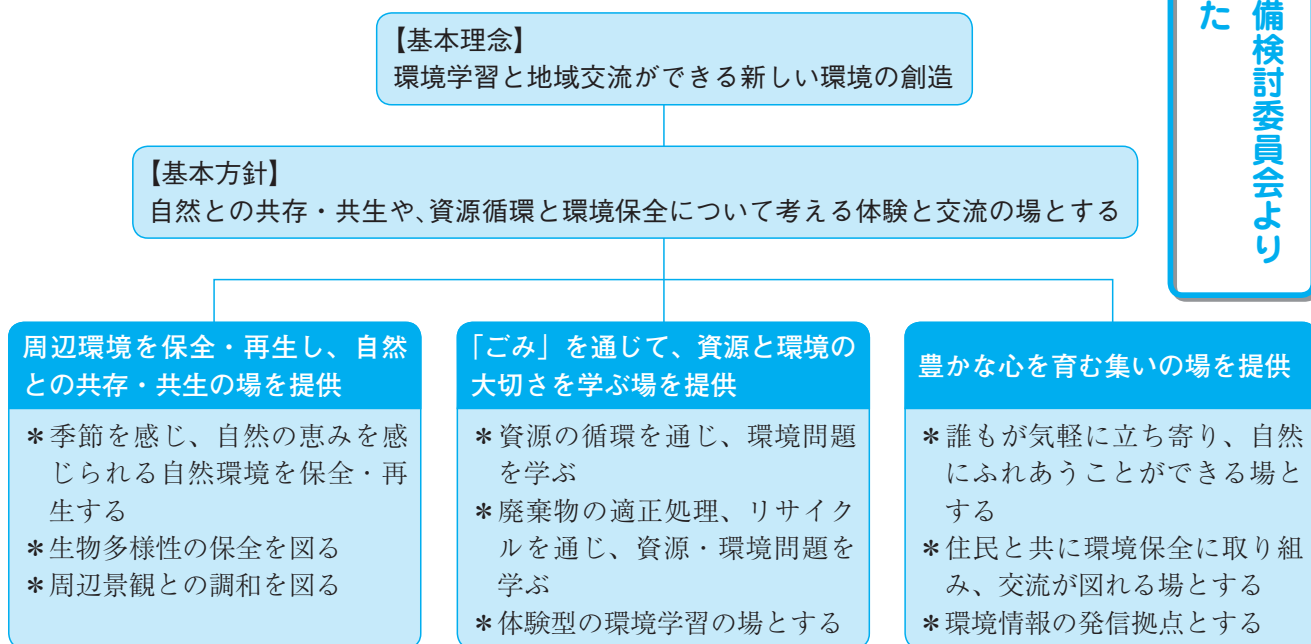 備検討委員会より
た
【基本理念】
環境学習と地域交流ができる新しい環境の創造
【基本方針】
自然との共存・共生や、資源循環と環境保全について考える体験と交流の場とする
周辺環境を保全・再生し、自然
との共存・共生の場を提供
＊季節を感じ、自然の恵みを感
じられる自然環境を保全・再
生する
＊生物多様性の保全を図る
＊周辺景観との調和を図る
「ごみ」を通じて、資源と環境の
大切さを学ぶ場を提供
＊資源の循環を通じ、環境問題
を学ぶ
＊廃棄物の適正処理、リサイク
ルを通じ、資源・環境問題を
学ぶ
＊体験型の環境学習の場とする
豊かな心を育む集いの場を提供
＊誰もが気軽に立ち寄り、自然
にふれあうことができる場と
する
＊住民と共に環境保全に取り組
み、交流が図れる場とする
＊環境情報の発信拠点とする